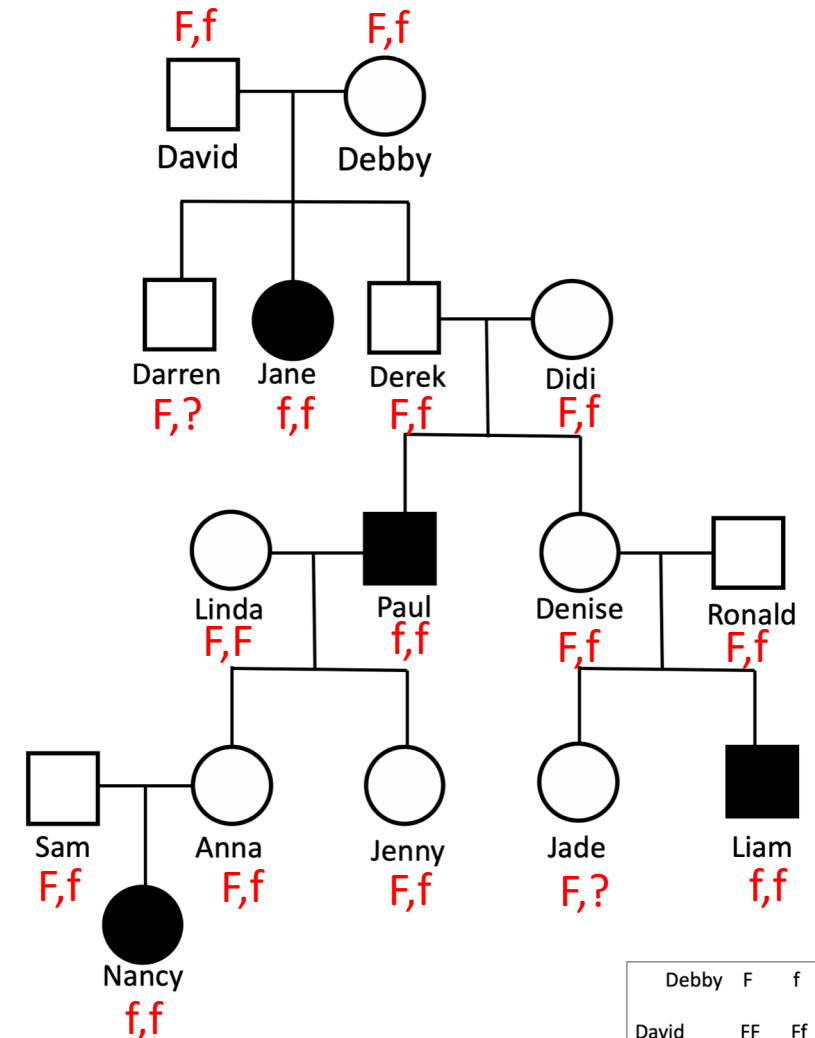 F,f F,f
David Debby
Darren Jane Derek Didi
F,? f,f F,f F,f
Linda Paul Denise Ronald
F,F f,f F,f F,f
Sam Anna Jenny Jade Liam
F,f F,f F,f F,? f,f
Nancy
f,f
Debby F f
David FF Ff